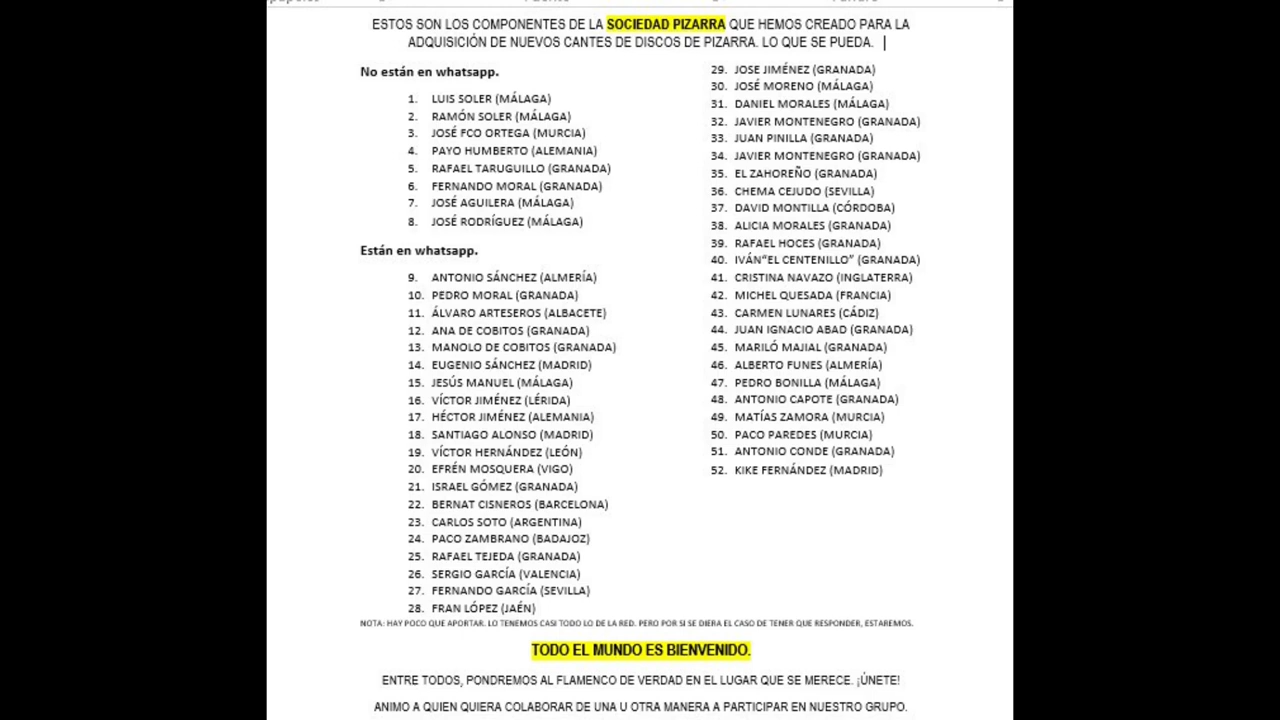 ESTOS SON LOS COMPONENTES DE LA SOCIEDAD PIZARRA QUE HEMOS CREADO PARA LA
ADQUISICIÓN DE NUEVOS CANTES DE DISCOS DE PIZARRA. LO QUE SE PUEDA.
No están en whatsapp.
1. LUIS SOLER (MÁLAGA)
2. RAMÓN SOLER (MÁLAGA)
3. JOSÉ FCO ORTEGA (MURCIA)
4. PAYO HUMBERTO (ALEMANIA)
5. RAFAEL TARUGUILLO (GRANADA)
6. FERNANDO MORAL (GRANADA)
7. JOSÉ AGUILERA (MÁLAGA)
8. JOSÉ RODRÍGUEZ (MÁLAGA)
Están en whatsapp.
9. ANTONIO SÁNCHEZ (ALMERÍA)
10. PEDRO MORAL (GRANADA)
11. ÁLVARO ARTESEROS (ALBACETE)
12. ANA DE COBITOS (GRANADA)
13. MANOLO DE COBITOS (GRANADA)
14. EUGENIO SÁNCHEZ (MADRID)
15. JESÚS MANUEL (MÁLAGA)
16. VÍCTOR JIMÉNEZ (LÉRIDA)
17. HÉCTOR JIMÉNEZ (ALEMANIA)
18. SANTIAGO ALONSO (MADRID)
19. VÍCTOR HERNÁNDEZ (LEÓN)
20. EFRÉN MOSQUERA (VIGO)
21. ISRAEL GÓMEZ (GRANADA)
22. BERNAT CISNEROS (BARCELONA)
23. CARLOS SOTO (ARGENTINA)
24. PACO ZAMBRANO (BADAJOZ)
25. RAFAEL TEJEDA (GRANADA)
26. SERGIO GARCÍA (VALENCIA)
27. FERNANDO GARCÍA (SEVILLA)
28. FRAN LÓPEZ (JAÉN)
29. JOSE JIMÉNEZ (GRANADA)
30. JOSÉ MORENO (MÁLAGA)
31. DANIEL MORALES (MÁLAGA)
32. JAVIER MONTENEGRO (GRANADA)
33. JUAN PINILLA (GRANADA)
34. JAVIER MONTENEGRO (GRANADA)
35. EL ZAHOREÑO (GRANADA)
36. CHEMA CEJUDO (SEVILLA)
37. DAVID MONTILLA (CÓRDOBA)
38. ALICIA MORALES (GRANADA)
39. RAFAEL HOCES (GRANADA)
40. IVÁN“EL CENTENILLO” (GRANADA)
41. CRISTINA NAVAZO (INGLATERRA)
42. MICHEL QUESADA (FRANCIA)
43. CARMEN LUNARES (CÁDIZ)
44. JUAN IGNACIO ABAD (GRANADA)
45. MARILÓ MAJIAL (GRANADA)
46. ALBERTO FUNES (ALMERÍA)
47. PEDRO BONILLA (MÁLAGA)
48. ANTONIO CAPOTE (GRANADA)
49. MATÍAS ZAMORA (MURCIA)
50. PACO PAREDES (MURCIA)
51. ANTONIO CONDE (GRANADA)
52. KIKE FERNÁNDEZ (MADRID)
NOTA: HAY POCO QUE APORTAR. LO TENEMOS CASI TODO LO DE LA RED. PERO POR SI SE DIERA EL CASO DE TENER QUE RESPONDER, ESTAREMOS.
TODO EL MUNDO ES BIENVENIDO.
ENTRE TODOS, PONDREMOS AL FLAMENCO DE VERDAD EN EL LUGAR QUE SE MERECE. ¡ÚNETE!
ANIMO A QUIEN QUIERA COLABORAR DE UNA U OTRA MANERA A PARTICIPAR EN NUESTRO GRUPO.